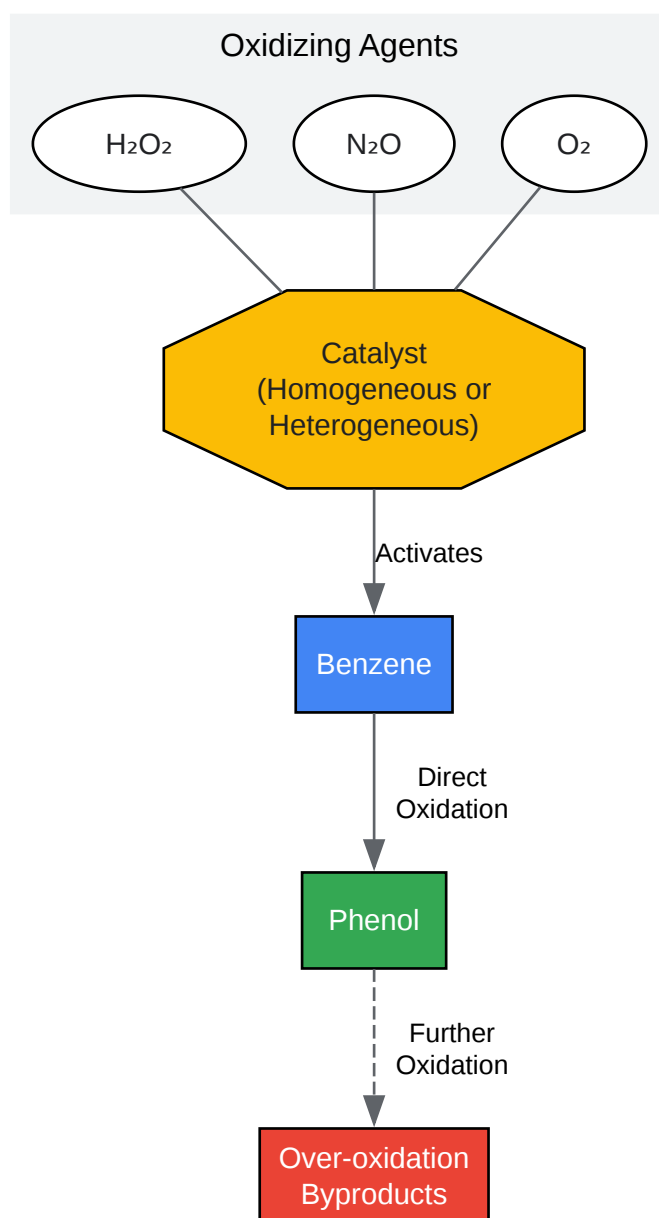 Oxidizing Agents
H₂O₂
N₂O
O₂
Catalyst
(Homogeneous or
Heterogeneous)
Activates
Benzene
Direct
Oxidation
Phenol
Further
Oxidation
Over-oxidation
Byproducts